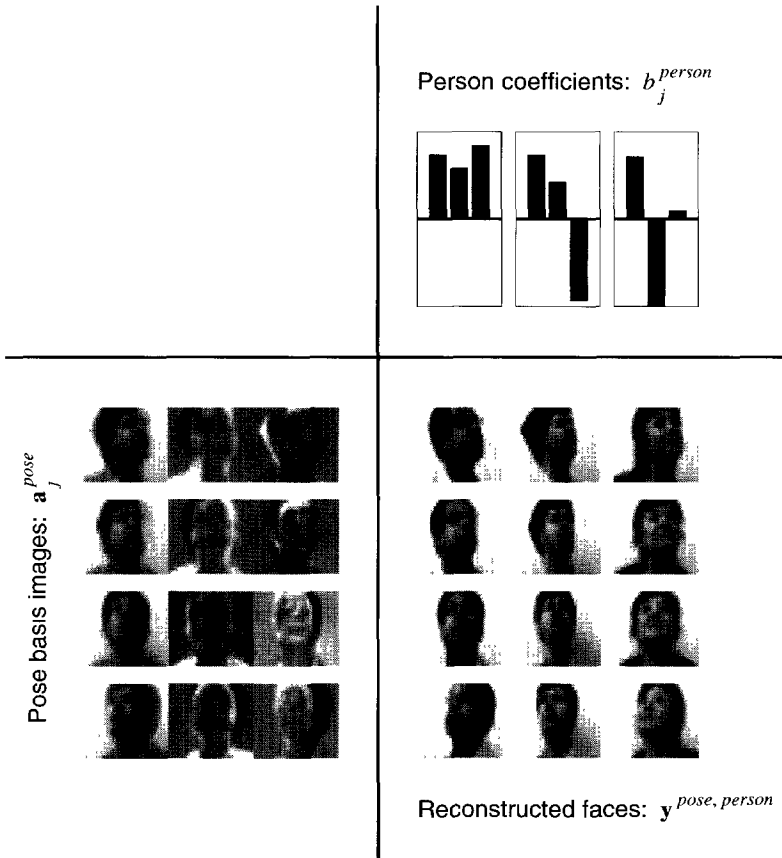 Person coefficients: b_j^{person}
Pose basis images: a_j^{pose}
Reconstructed faces: y^{pose, person}